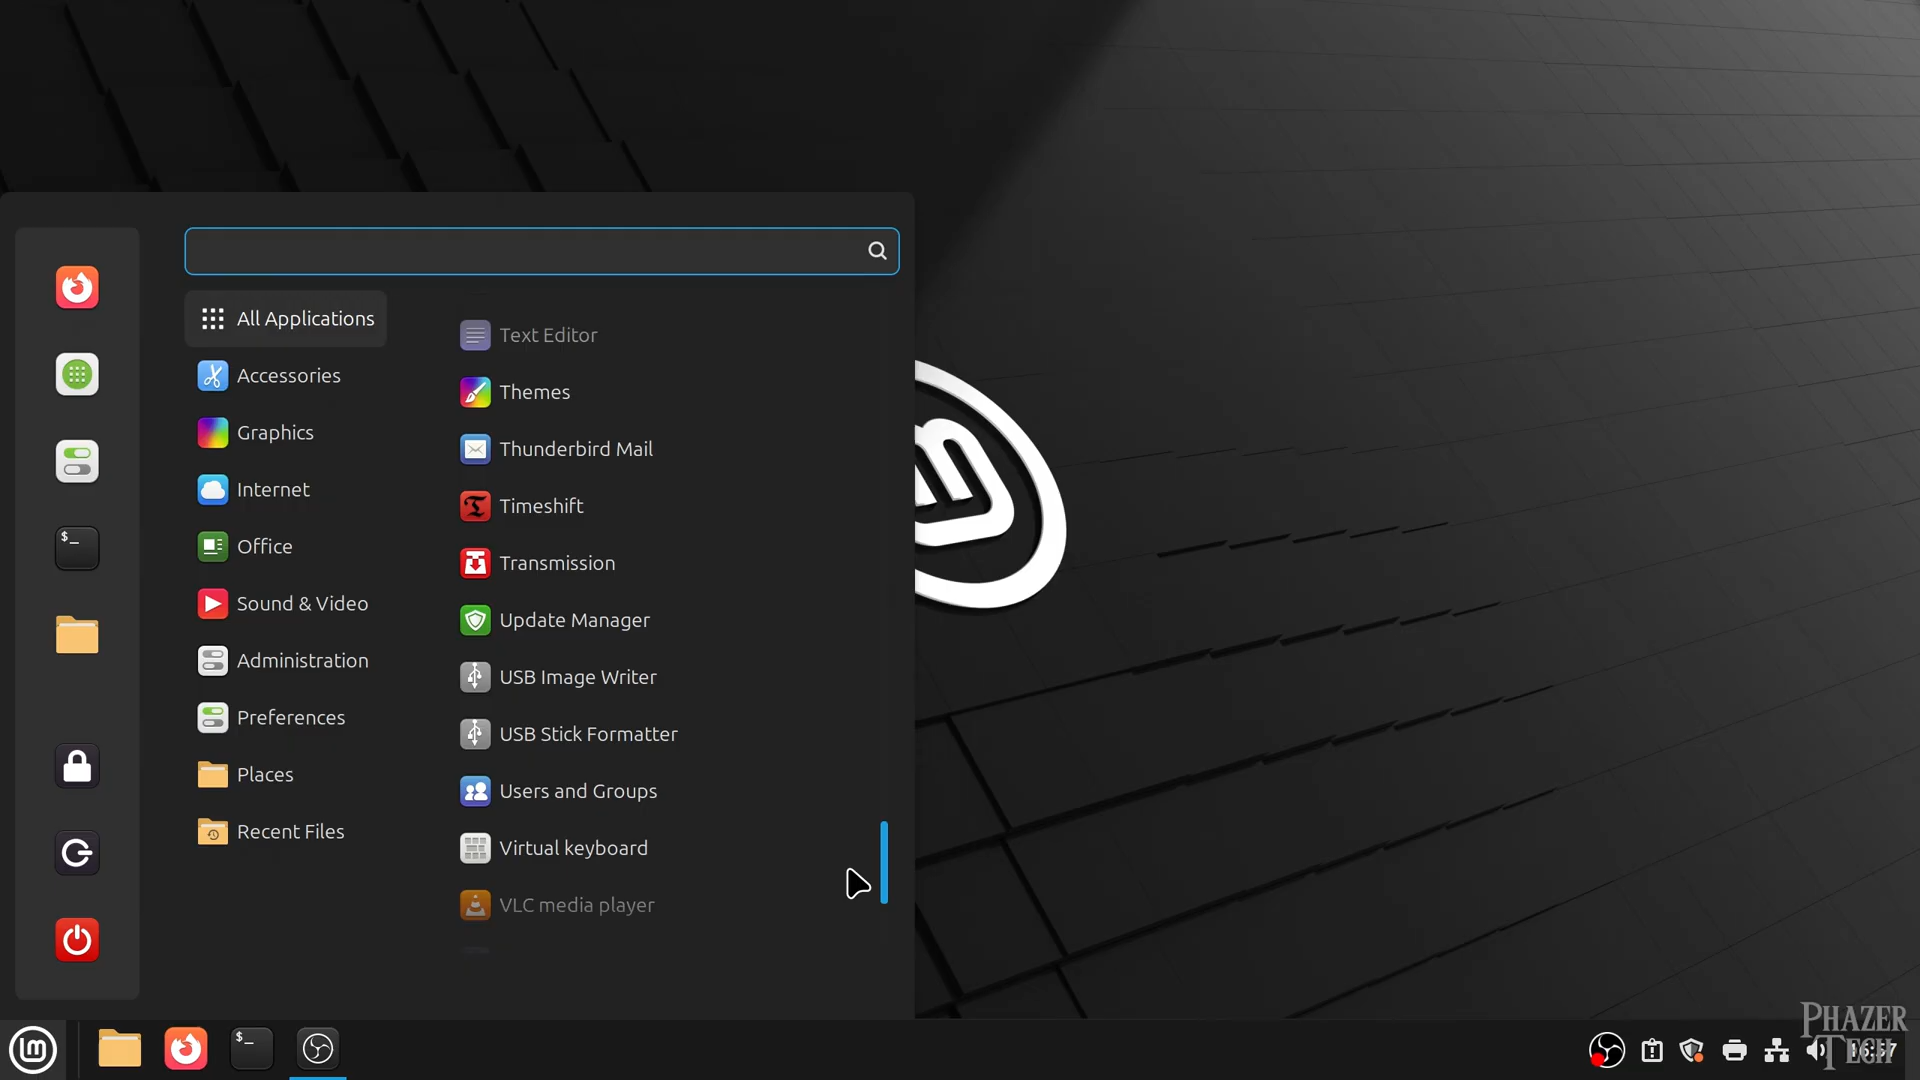 All Applications
Accessories
Graphics
Internet
Office
Sound & Video
Administration
Preferences
Places
Recent Files
Text Editor
Themes
Thunderbird Mail
Timeshift
Transmission
Update Manager
USB Image Writer
USB Stick Formatter
Users and Groups
Virtual keyboard
VLC media player
$_
$_
PHAZER
TECH